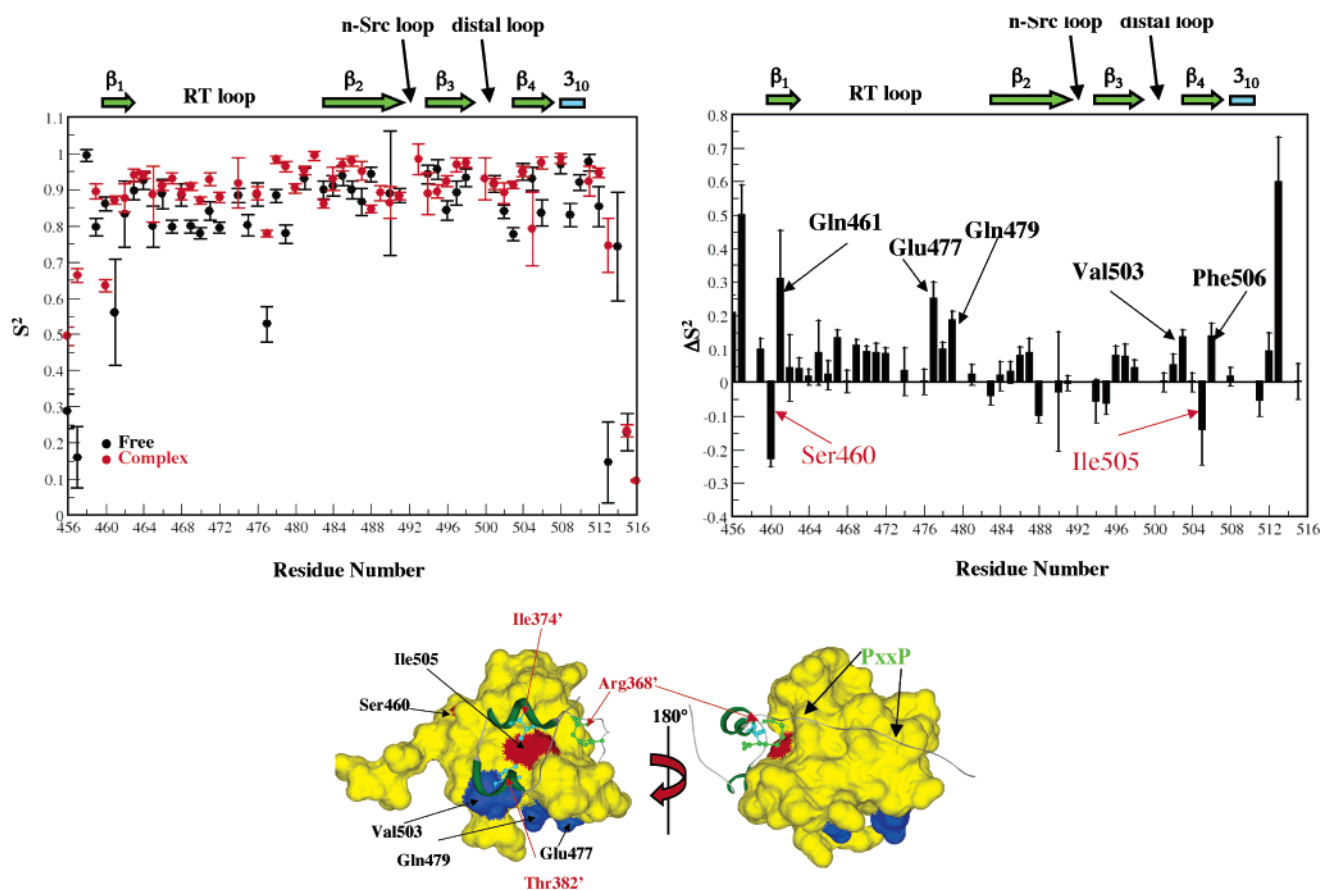 n-Src loop distal loop
β1 RT loop β2 β3 β4 310
1.1
1
0.9
0.8
0.7
0.6
0.5
0.4
0.3
0.2
0.1
0
S2
Free
Complex
456 460 464 468 472 476 480 484 488 492 496 500 504 508 512 516
Residue Number
n-Src loop distal loop
β1 RT loop β2 β3 β4 310
0.8
0.7
0.6
0.5
0.4
0.3
0.2
0.1
0
-0.1
-0.2
-0.3
-0.4
ΔS2
Gln461
Glu477
Gln479
Val503
Phe506
Ser460
Ile505
456 460 464 468 472 476 480 484 488 492 496 500 504 508 512 516
Residue Number
Ile374’
Ile505
Ser460
Arg368’
Val503
Gln479
Glu477
Thr382’
180°
PxxP